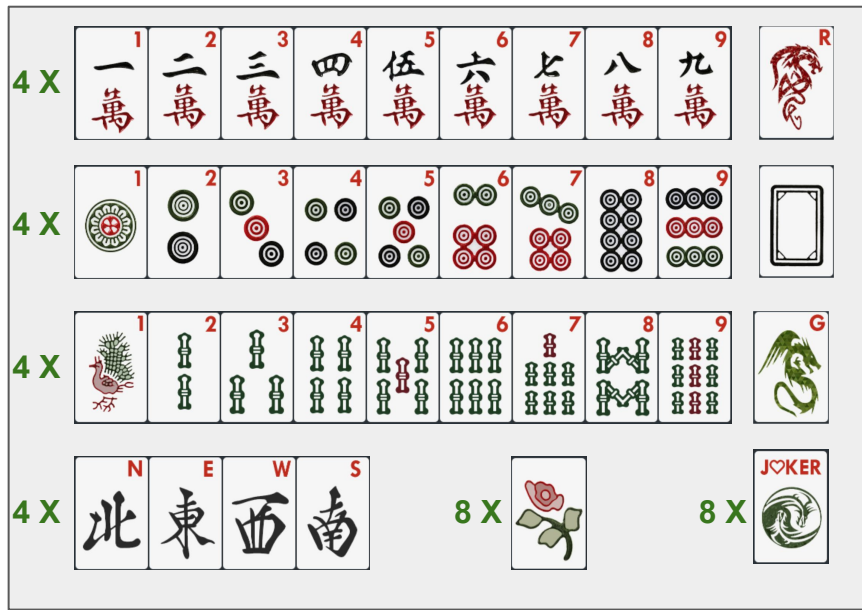 4 X 1 2 3 4 5 6 7 8 9 R
一 二 三 四 伍 六 七 八 九
萬 萬 萬 萬 萬 萬 萬 萬 萬
4 X 1 2 3 4 5 6 7 8 9
4 X 1 2 3 4 5 6 7 8 9 G
4 X N E W S 8 X 8 X JOKER
北 東 西 南